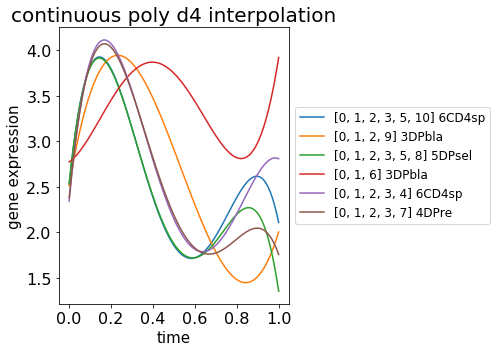 continuous poly d4 interpolation
gene expression
4.0
3.5
3.0
2.5
2.0
1.5
0.0 0.2 0.4 0.6 0.8 1.0
time
[0, 1, 2, 3, 5, 10] 6CD4sp
[0, 1, 2, 9] 3DPbla
[0, 1, 2, 3, 5, 8] 5DPsel
[0, 1, 6] 3DPbla
[0, 1, 2, 3, 4] 6CD4sp
[0, 1, 2, 3, 7] 4DPre